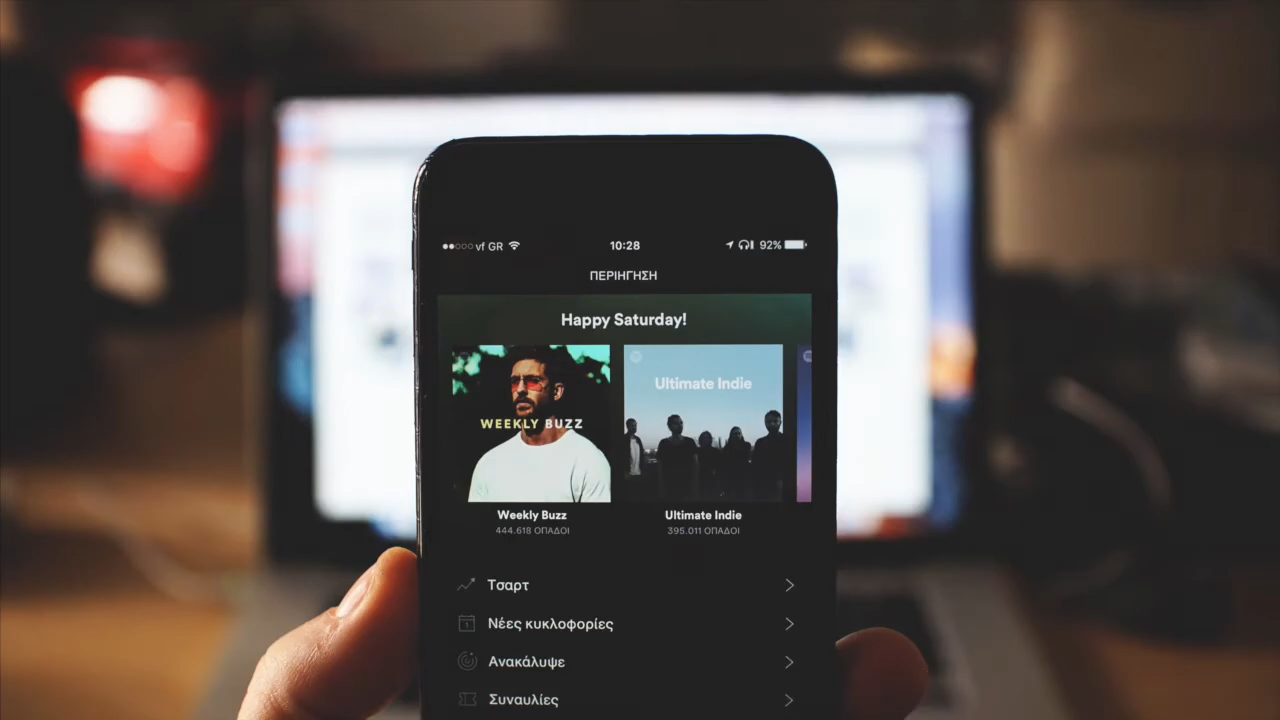 vf GR 10:28 92%
ΠΕΡΙΗΓΗΣΗ
Happy Saturday!
WEEKLY BUZZ
Ultimate Indie
Weekly Buzz
444.618 ΟΠΑΔΟΙ
Ultimate Indie
395.011 ΟΠΑΔΟΙ
Τσαρτ
1
Νέες κυκλοφορίες
Ανακάλυψε
Συναυλίες